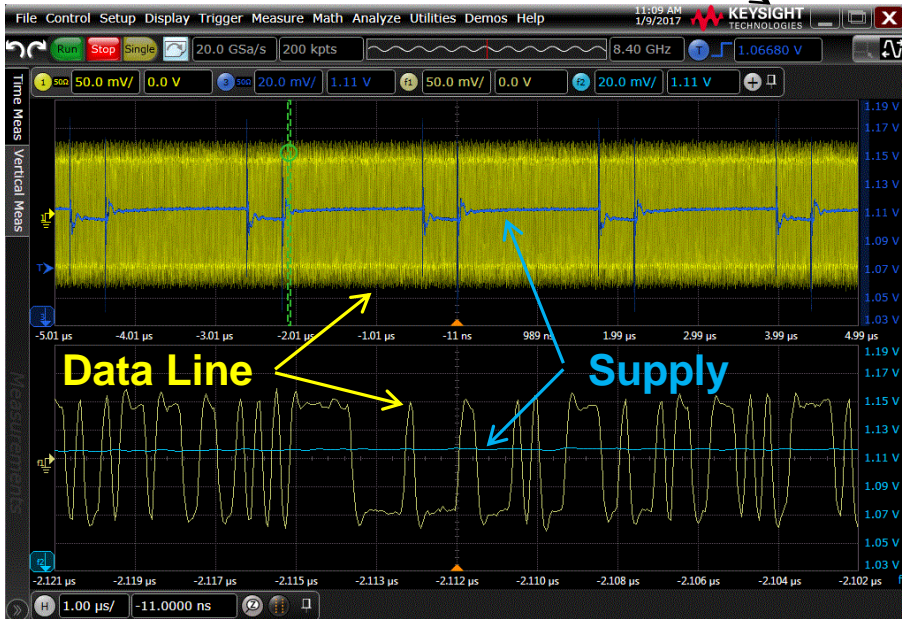 File Control Setup Display Trigger Measure Math Analyze Utilities Demos Help
11:09 AM
1/9/2017
KEYSIGHT
TECHNOLOGIES
Run Stop Single 20.0 GSa/s 200 kpts 8.40 GHz T 1.06680 V
1 50Ω 50.0 mV/ 0.0 V 3 50Ω 20.0 mV/ 1.11 V f1 50.0 mV/ 0.0 V f2 20.0 mV/ 1.11 V
Time Meas
Vertical Meas
Measurements
1.19 V
1.17 V
1.15 V
1.13 V
1.11 V
1.09 V
T 1.07 V
1.05 V
1.03 V
-5.01 µs -4.01 µs -3.01 µs -2.01 µs -1.01 µs -11 ns 989 ns 1.99 µs 2.99 µs 3.99 µs 4.99 µs
Data Line Supply
1.19 V
1.17 V
1.15 V
1.13 V
f1 1.11 V
1.09 V
1.07 V
1.05 V
f2 1.03 V
-2.121 µs -2.119 µs -2.117 µs -2.115 µs -2.113 µs -2.112 µs -2.110 µs -2.108 µs -2.106 µs -2.104 µs -2.102 µs
H 1.00 µs/ -11.0000 ns